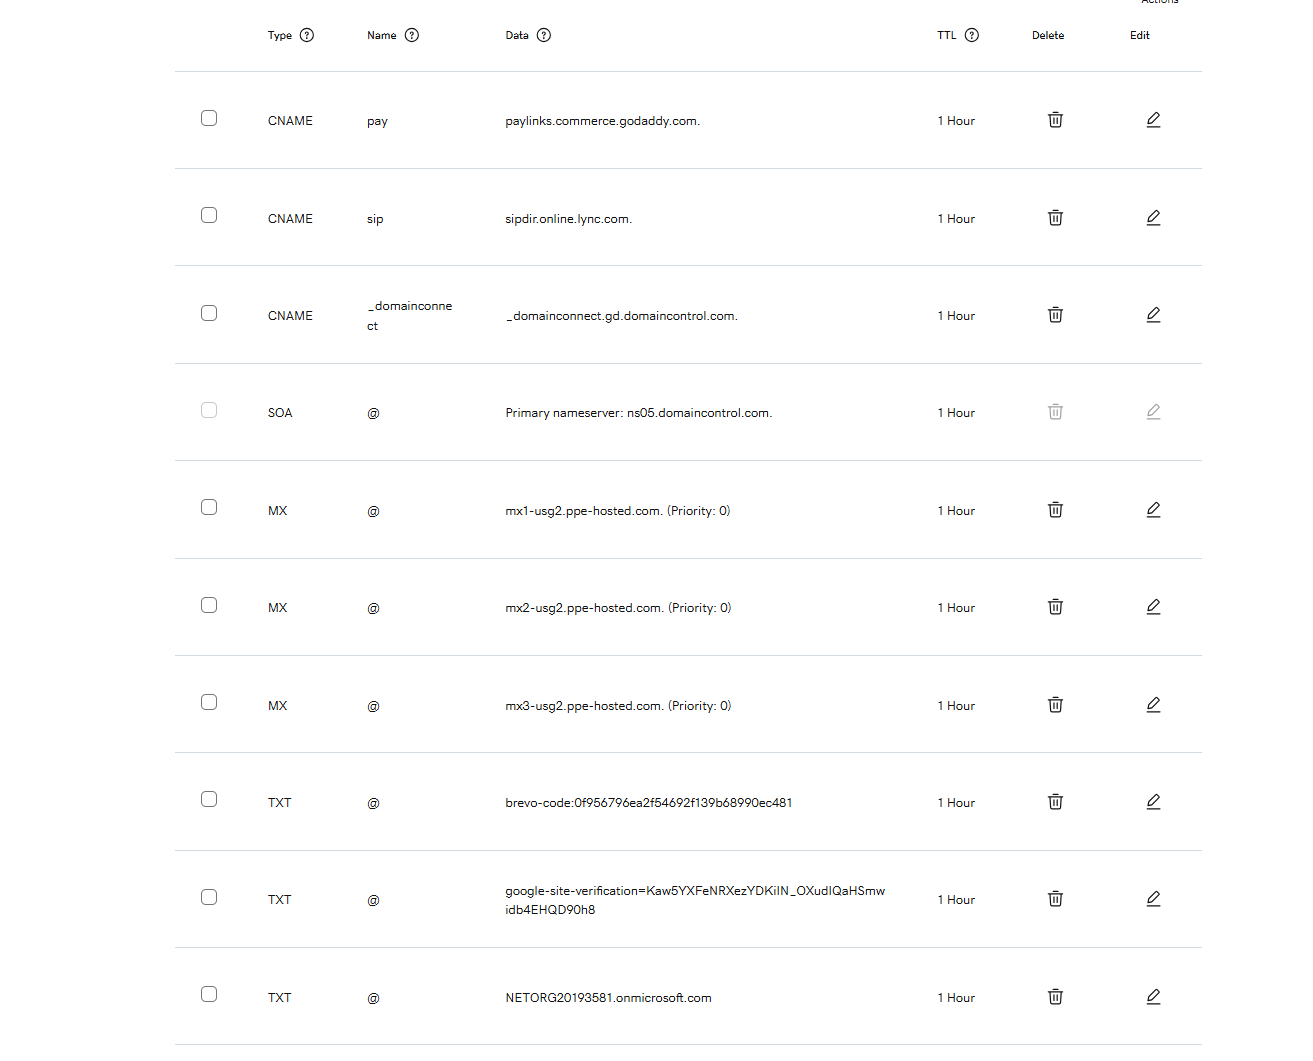 Actions
Type Name Data TTL Delete Edit
CNAME pay paylinks.commerce.godaddy.com. 1 Hour
CNAME sip sipdir.online.lync.com. 1 Hour
CNAME _domainconne
ct _domainconnect.gd.domaincontrol.com. 1 Hour
SOA @ Primary nameserver: ns05.domaincontrol.com. 1 Hour
MX @ mx1-usg2.ppe-hosted.com. (Priority: 0) 1 Hour
MX @ mx2-usg2.ppe-hosted.com. (Priority: 0) 1 Hour
MX @ mx3-usg2.ppe-hosted.com. (Priority: 0) 1 Hour
TXT @ brevo-code:0f956796ea2f54692f139b68990ec481 1 Hour
TXT @ google-site-verification=Kaw5YXFeNRXezYDKiIN_OXudIQaHSmw
idb4EHQD90h8 1 Hour
TXT @ NETORG20193581.onmicrosoft.com 1 Hour